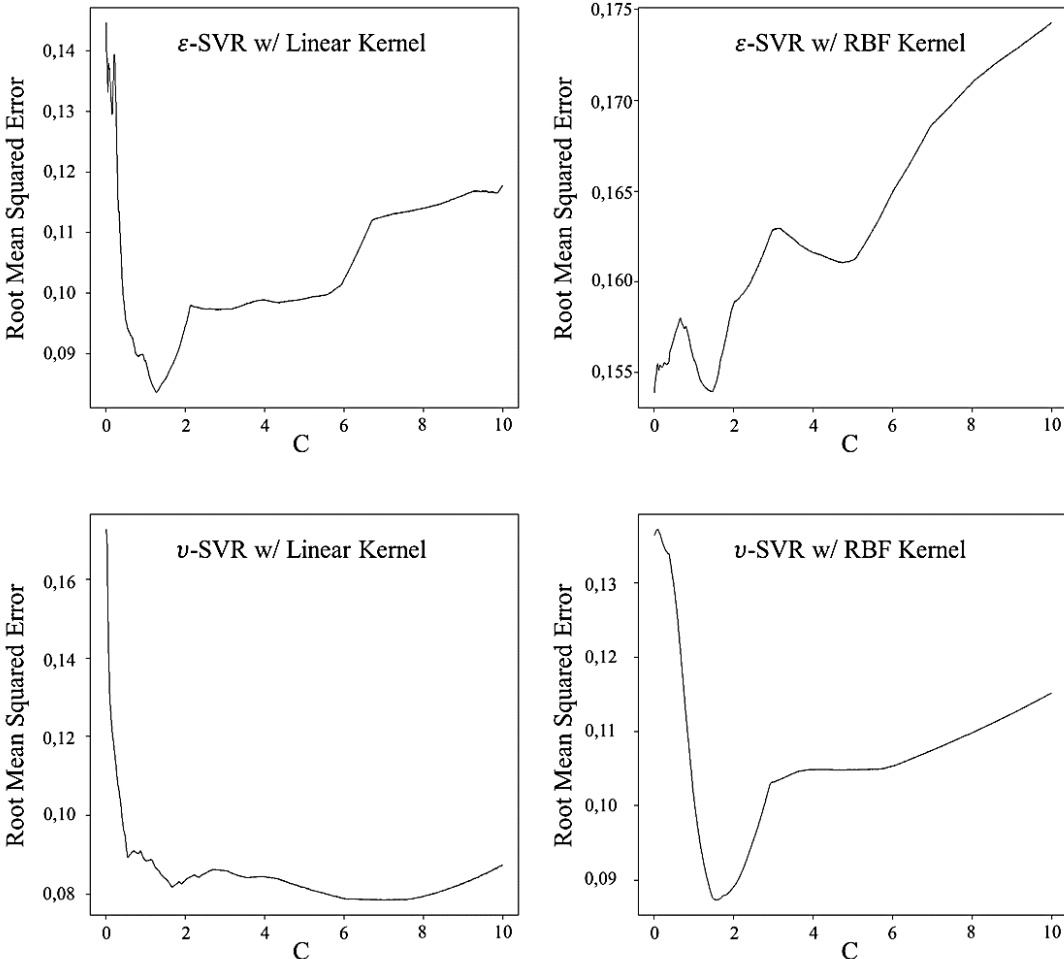 ε-SVR w/ Linear Kernel
Root Mean Squared Error
0,14
0,13
0,12
0,11
0,10
0,09
0 2 4 6 8 10
C
ε-SVR w/ RBF Kernel
Root Mean Squared Error
0,175
0,170
0,165
0,160
0,155
0 2 4 6 8 10
C
υ-SVR w/ Linear Kernel
Root Mean Squared Error
0,16
0,14
0,12
0,10
0,08
0 2 4 6 8 10
C
υ-SVR w/ RBF Kernel
Root Mean Squared Error
0,13
0,12
0,11
0,10
0,09
0 2 4 6 8 10
C